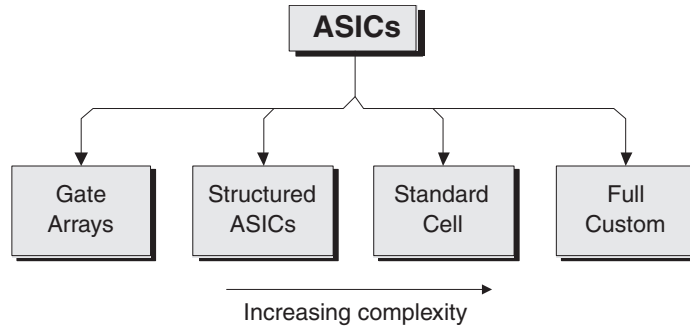 ASICs
Gate
Arrays
Structured
ASICs
Standard
Cell
Full
Custom
Increasing complexity